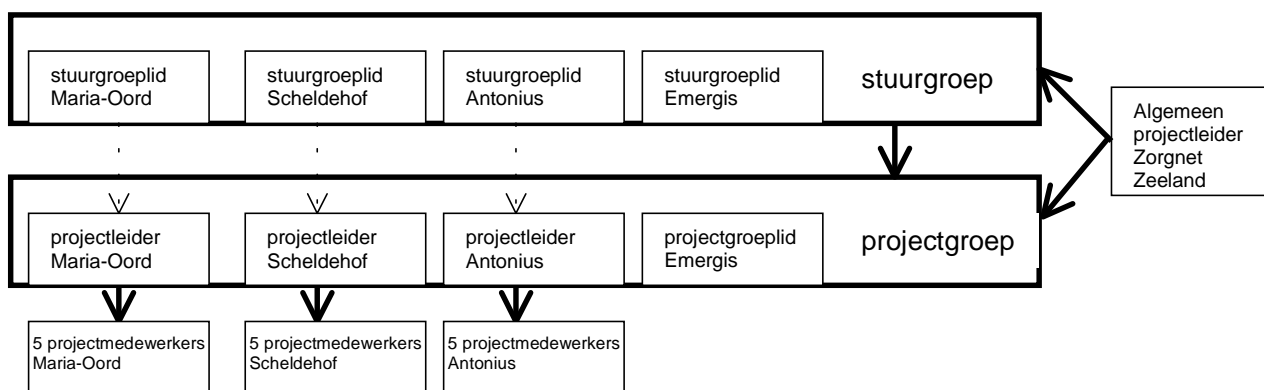 stuurgroeplid
Maria-Oord
stuurgroeplid
Scheldehof
stuurgroeplid
Antonius
stuurgroeplid
Emergis
stuurgroep
Algemeen
projectleider
Zorgnet
Zeeland
projectleider
Maria-Oord
projectleider
Scheldehof
projectleider
Antonius
projectgroeplid
Emergis
projectgroep
5 projectmedewerkers
Maria-Oord
5 projectmedewerkers
Scheldehof
5 projectmedewerkers
Antonius